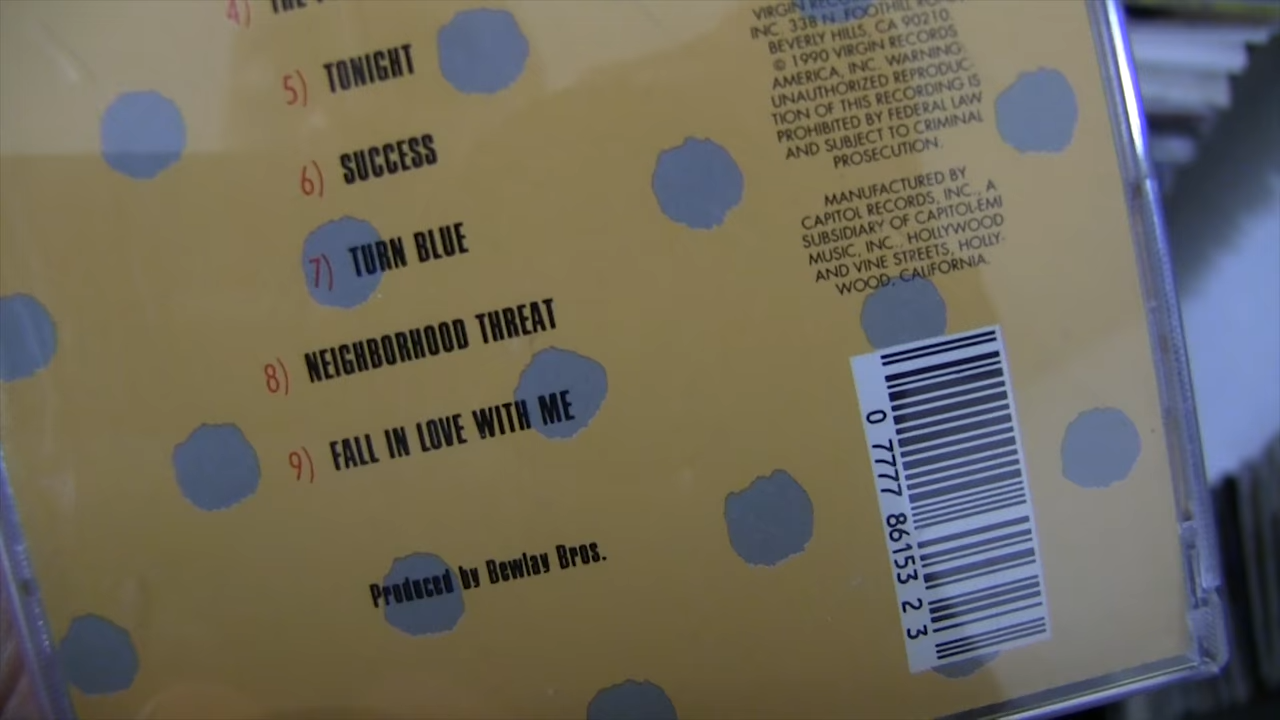 4)
5) TONIGHT
6) SUCCESS
7) TURN BLUE
8) NEIGHBORHOOD THREAT
9) FALL IN LOVE WITH ME
Produced by Bewlay Bros.
VIRGIN
INC. 338 N. FOOTHILL
BEVERLY HILLS, CA 90210.
© 1990 VIRGIN RECORDS
AMERICA, INC. WARNING:
UNAUTHORIZED REPRODUC-
TION OF THIS RECORDING IS
PROHIBITED BY FEDERAL LAW
AND SUBJECT TO CRIMINAL
PROSECUTION.
MANUFACTURED BY
CAPITOL RECORDS, INC., A
SUBSIDIARY OF CAPITOL-EMI
MUSIC, INC., HOLLYWOOD
AND VINE STREETS, HOLLY-
WOOD, CALIFORNIA.
0 7777 86153 2 3